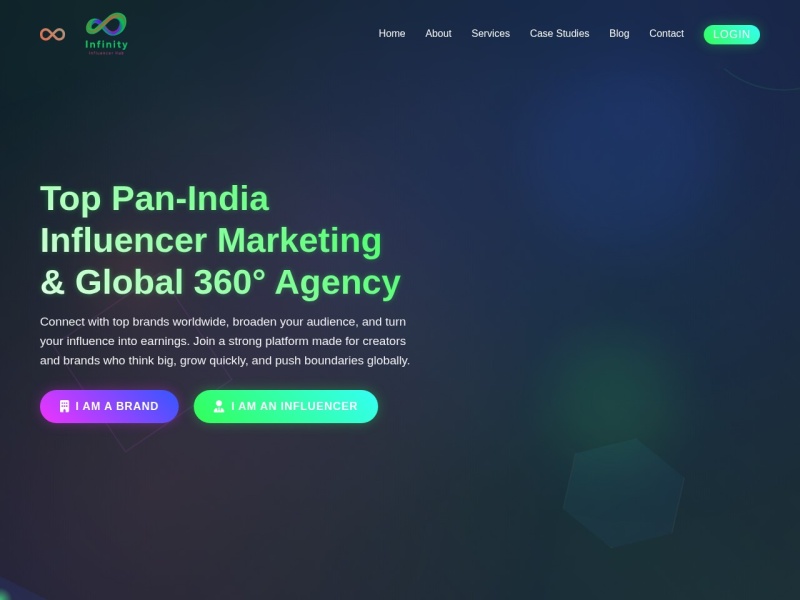 Infinity
Influencer Hub
Home
About
Services
Case Studies
Blog
Contact
LOGIN
Top Pan-India
Influencer Marketing
& Global 360° Agency
Connect with top brands worldwide, broaden your audience, and turn
your influence into earnings. Join a strong platform made for creators
and brands who think big, grow quickly, and push boundaries globally.
I AM A BRAND
I AM AN INFLUENCER